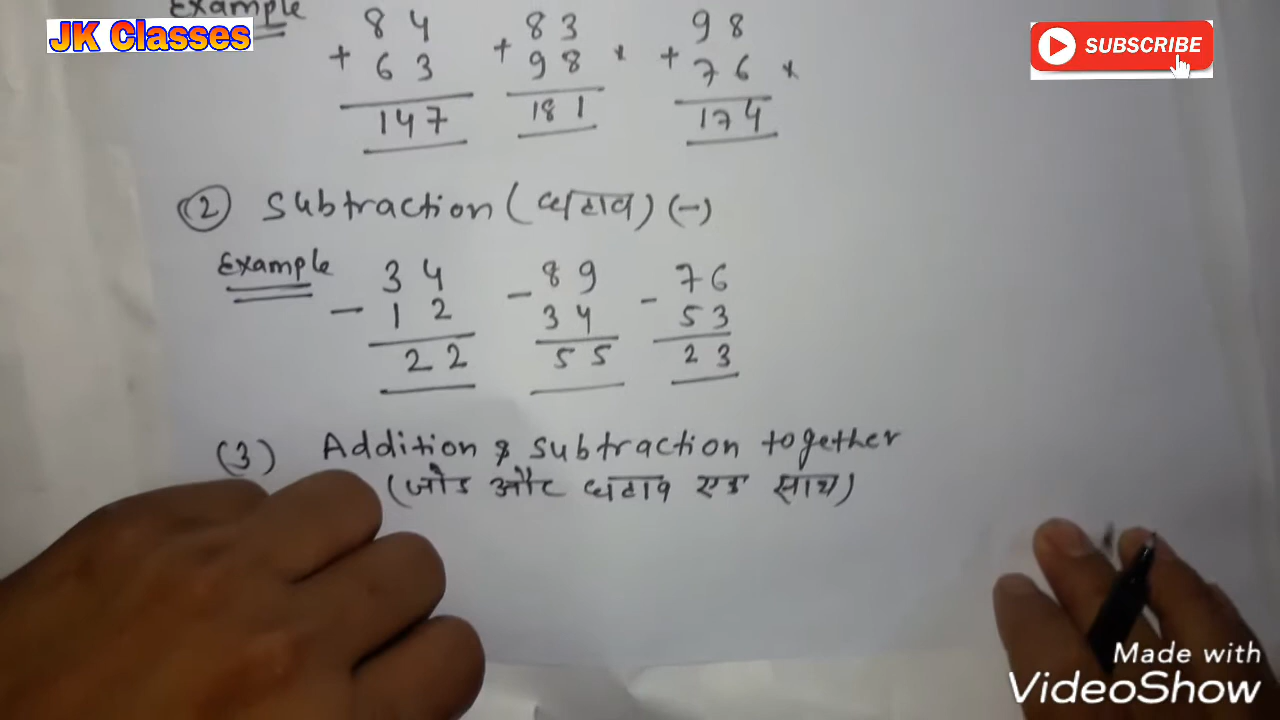 Example
JK Classes
SUBSCRIBE
84 83 98
+ 63 + 98 * + 76 *
147 181 174
(2) Subtraction (घटाव) (-)
Example
34 89 76
- 12 - 34 - 53
22 55 23
(3) Addition & Subtraction together
(जोड और घटाव एक साथ)
Made with
VideoShow